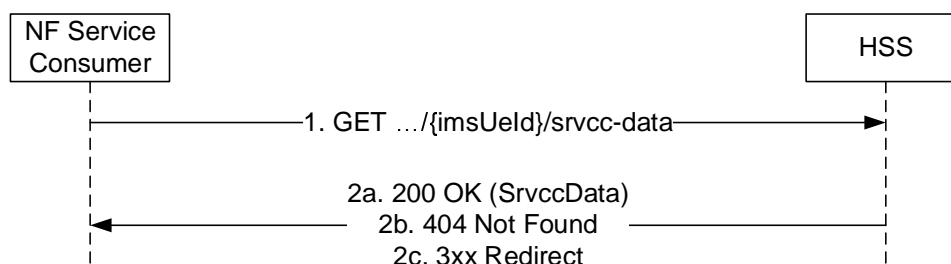 NF Service
Consumer
HSS
1. GET …/{imsUeId}/srvcc-data
2a. 200 OK (SrvccData)
2b. 404 Not Found
2c. 3xx Redirect